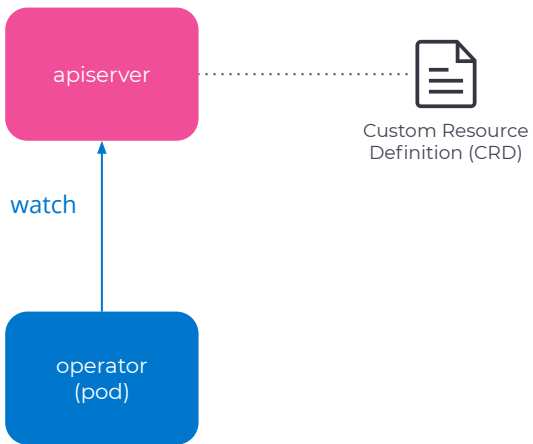 apiserver
Custom Resource
Definition (CRD)
watch
operator
(pod)